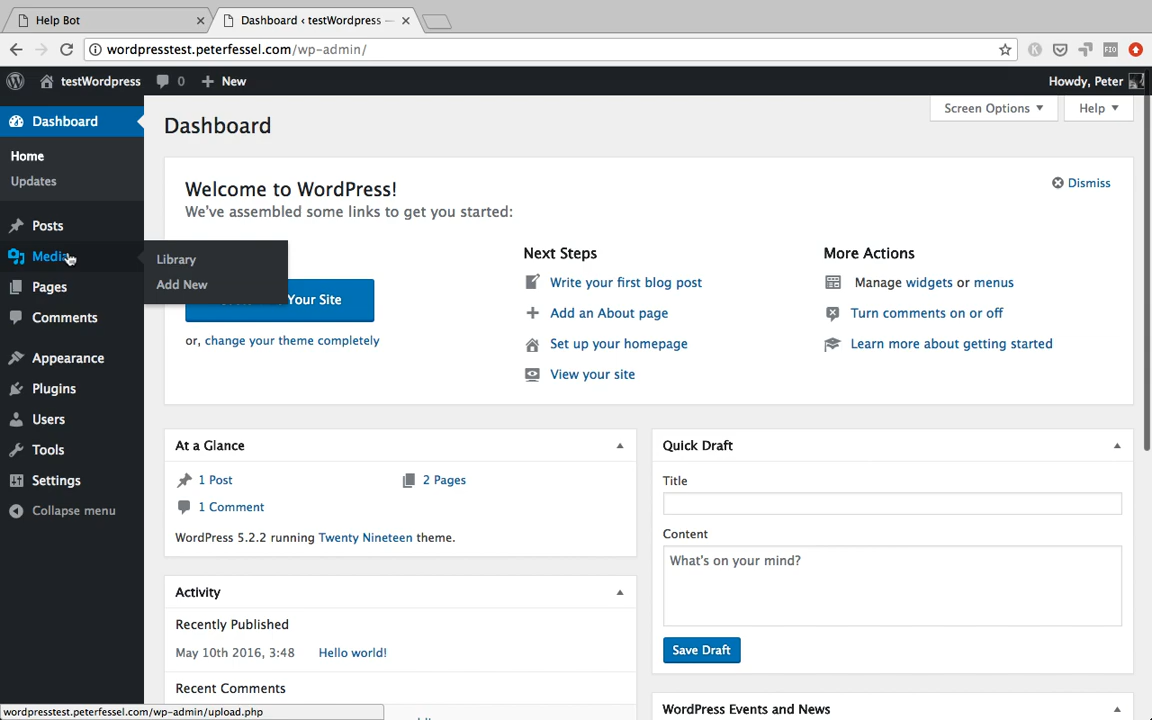 Help Bot
Dashboard ‹ testWordpress —
wordpresstest.peterfessel.com/wp-admin/
testWordpress 0 + New Howdy, Peter
Dashboard
Home
Updates
Posts
Media
Library
Add New
Pages
Comments
Appearance
Plugins
Users
Tools
Settings
Collapse menu
Dashboard
Screen Options ▼ Help ▼
Welcome to WordPress!
We've assembled some links to get you started:
Dismiss
Your Site
or, change your theme completely
Next Steps
Write your first blog post
Add an About page
Set up your homepage
View your site
More Actions
Manage widgets or menus
Turn comments on or off
Learn more about getting started
At a Glance
1 Post 2 Pages
1 Comment
WordPress 5.2.2 running Twenty Nineteen theme.
Activity
Recently Published
May 10th 2016, 3:48 Hello world!
Recent Comments
Quick Draft
Title
Content
What's on your mind?
Save Draft
WordPress Events and News
wordpresstest.peterfessel.com/wp-admin/upload.php